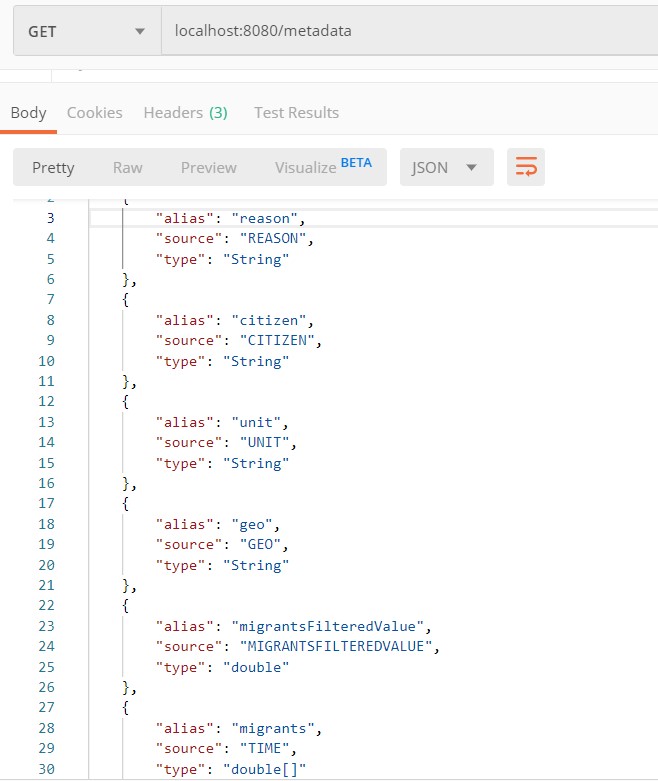 GET localhost:8080/metadata
Body Cookies Headers (3) Test Results
Pretty Raw Preview Visualize BETA JSON
2 {
3 "alias": "reason",
4 "source": "REASON",
5 "type": "String"
6 },
7 {
8 "alias": "citizen",
9 "source": "CITIZEN",
10 "type": "String"
11 },
12 {
13 "alias": "unit",
14 "source": "UNIT",
15 "type": "String"
16 },
17 {
18 "alias": "geo",
19 "source": "GEO",
20 "type": "String"
21 },
22 {
23 "alias": "migrantsFilteredValue",
24 "source": "MIGRANTSFILTEREDVALUE",
25 "type": "double"
26 },
27 {
28 "alias": "migrants",
29 "source": "TIME",
30 "type": "double[]"